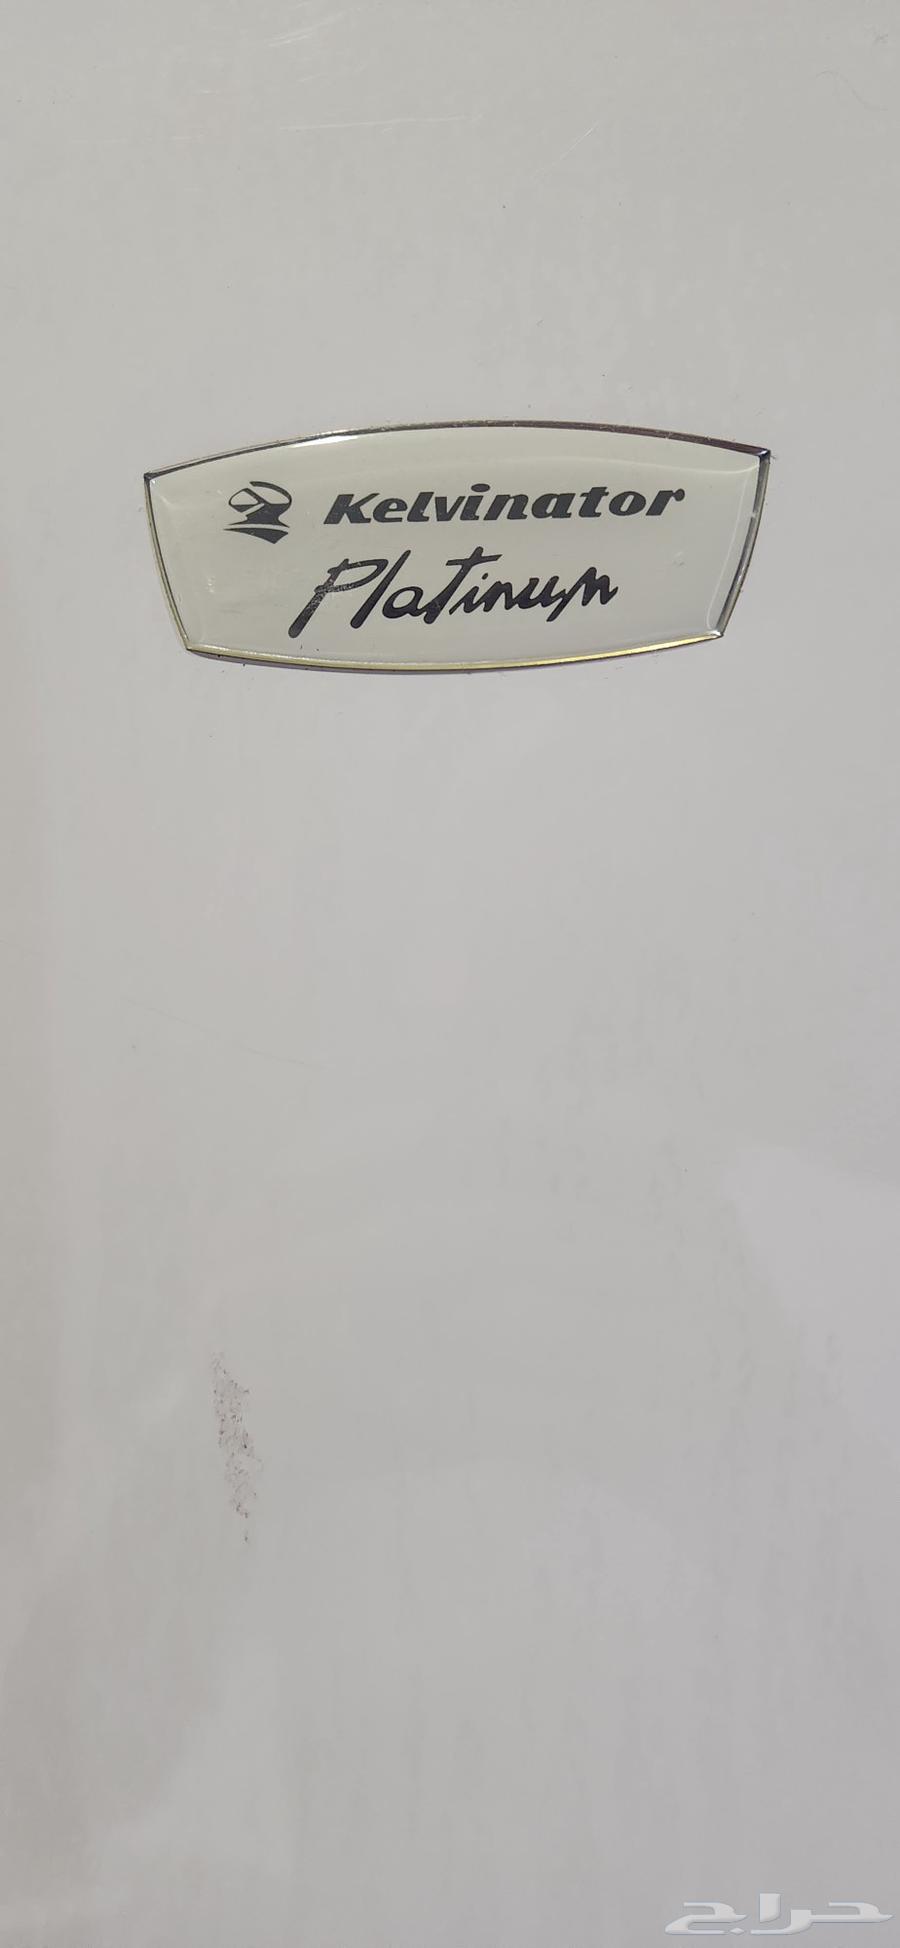 Kelvinator
Platinum
حراج